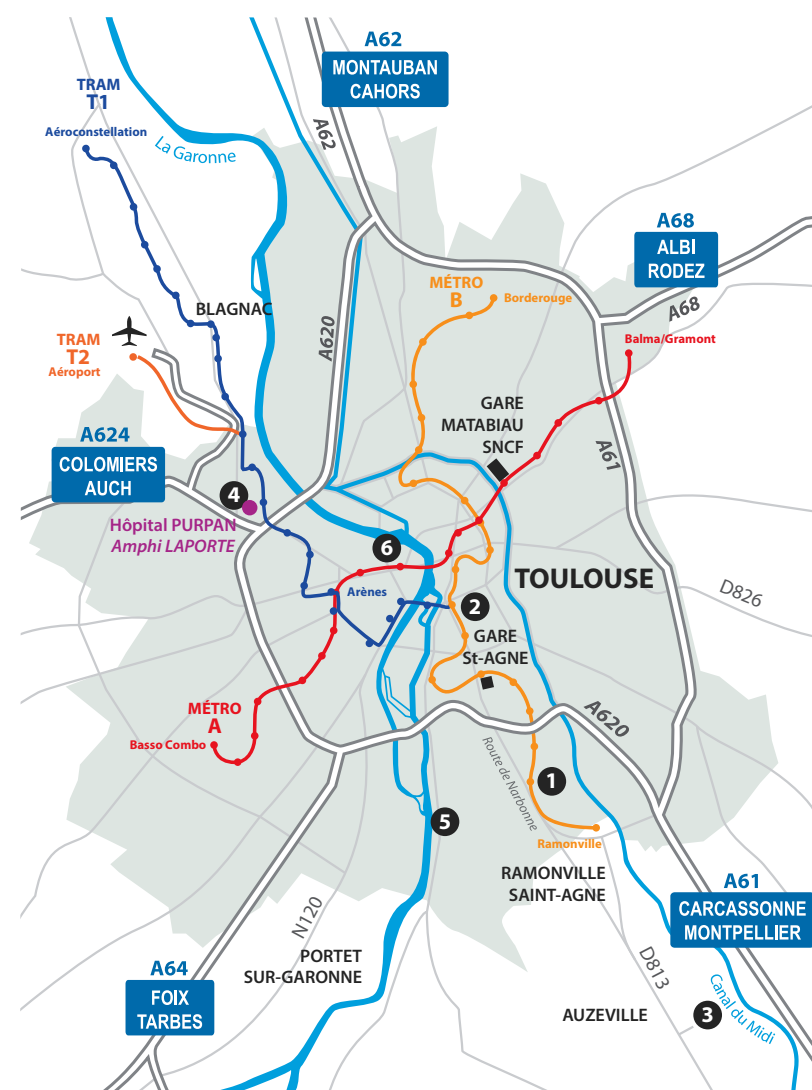 A62
MONTAUBAN
CAHORS
TRAM
T1
Aéroconstellation
La Garonne
A62
A68
ALBI
RODEZ
MÉTRO
B
Borderouge
A68
BLAGNAC
A620
TRAM
T2
Aéroport
Balma/Gramont
GARE
MATABIAU
SNCF
A61
A624
COLOMIERS
AUCH
4
Hôpital PURPAN
Amphi LAPORTE
6
TOULOUSE
Arènes
2
D826
GARE
St-AGNE
MÉTRO
A
Basso Combo
A620
Route de Narbonne
1
5
Ramonville
RAMONVILLE
SAINT-AGNE
A61
CARCASSONNE
MONTPELLIER
N120
PORTET
SUR-GARONNE
D813
A64
FOIX
TARBES
AUZEVILLE
3
Canal du Midi